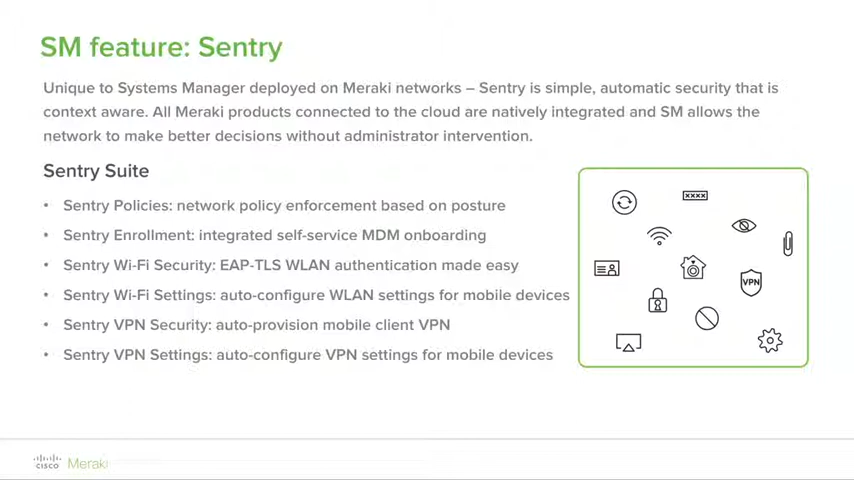 SM feature: Sentry
Unique to Systems Manager deployed on Meraki networks – Sentry is simple, automatic security that is
context aware. All Meraki products connected to the cloud are natively integrated and SM allows the
network to make better decisions without administrator intervention.
Sentry Suite
• Sentry Policies: network policy enforcement based on posture
• Sentry Enrollment: integrated self-service MDM onboarding
• Sentry Wi-Fi Security: EAP-TLS WLAN authentication made easy
• Sentry Wi-Fi Settings: auto-configure WLAN settings for mobile devices
• Sentry VPN Security: auto-provision mobile client VPN
• Sentry VPN Settings: auto-configure VPN settings for mobile devices
xxxx
VPN
cisco Meraki